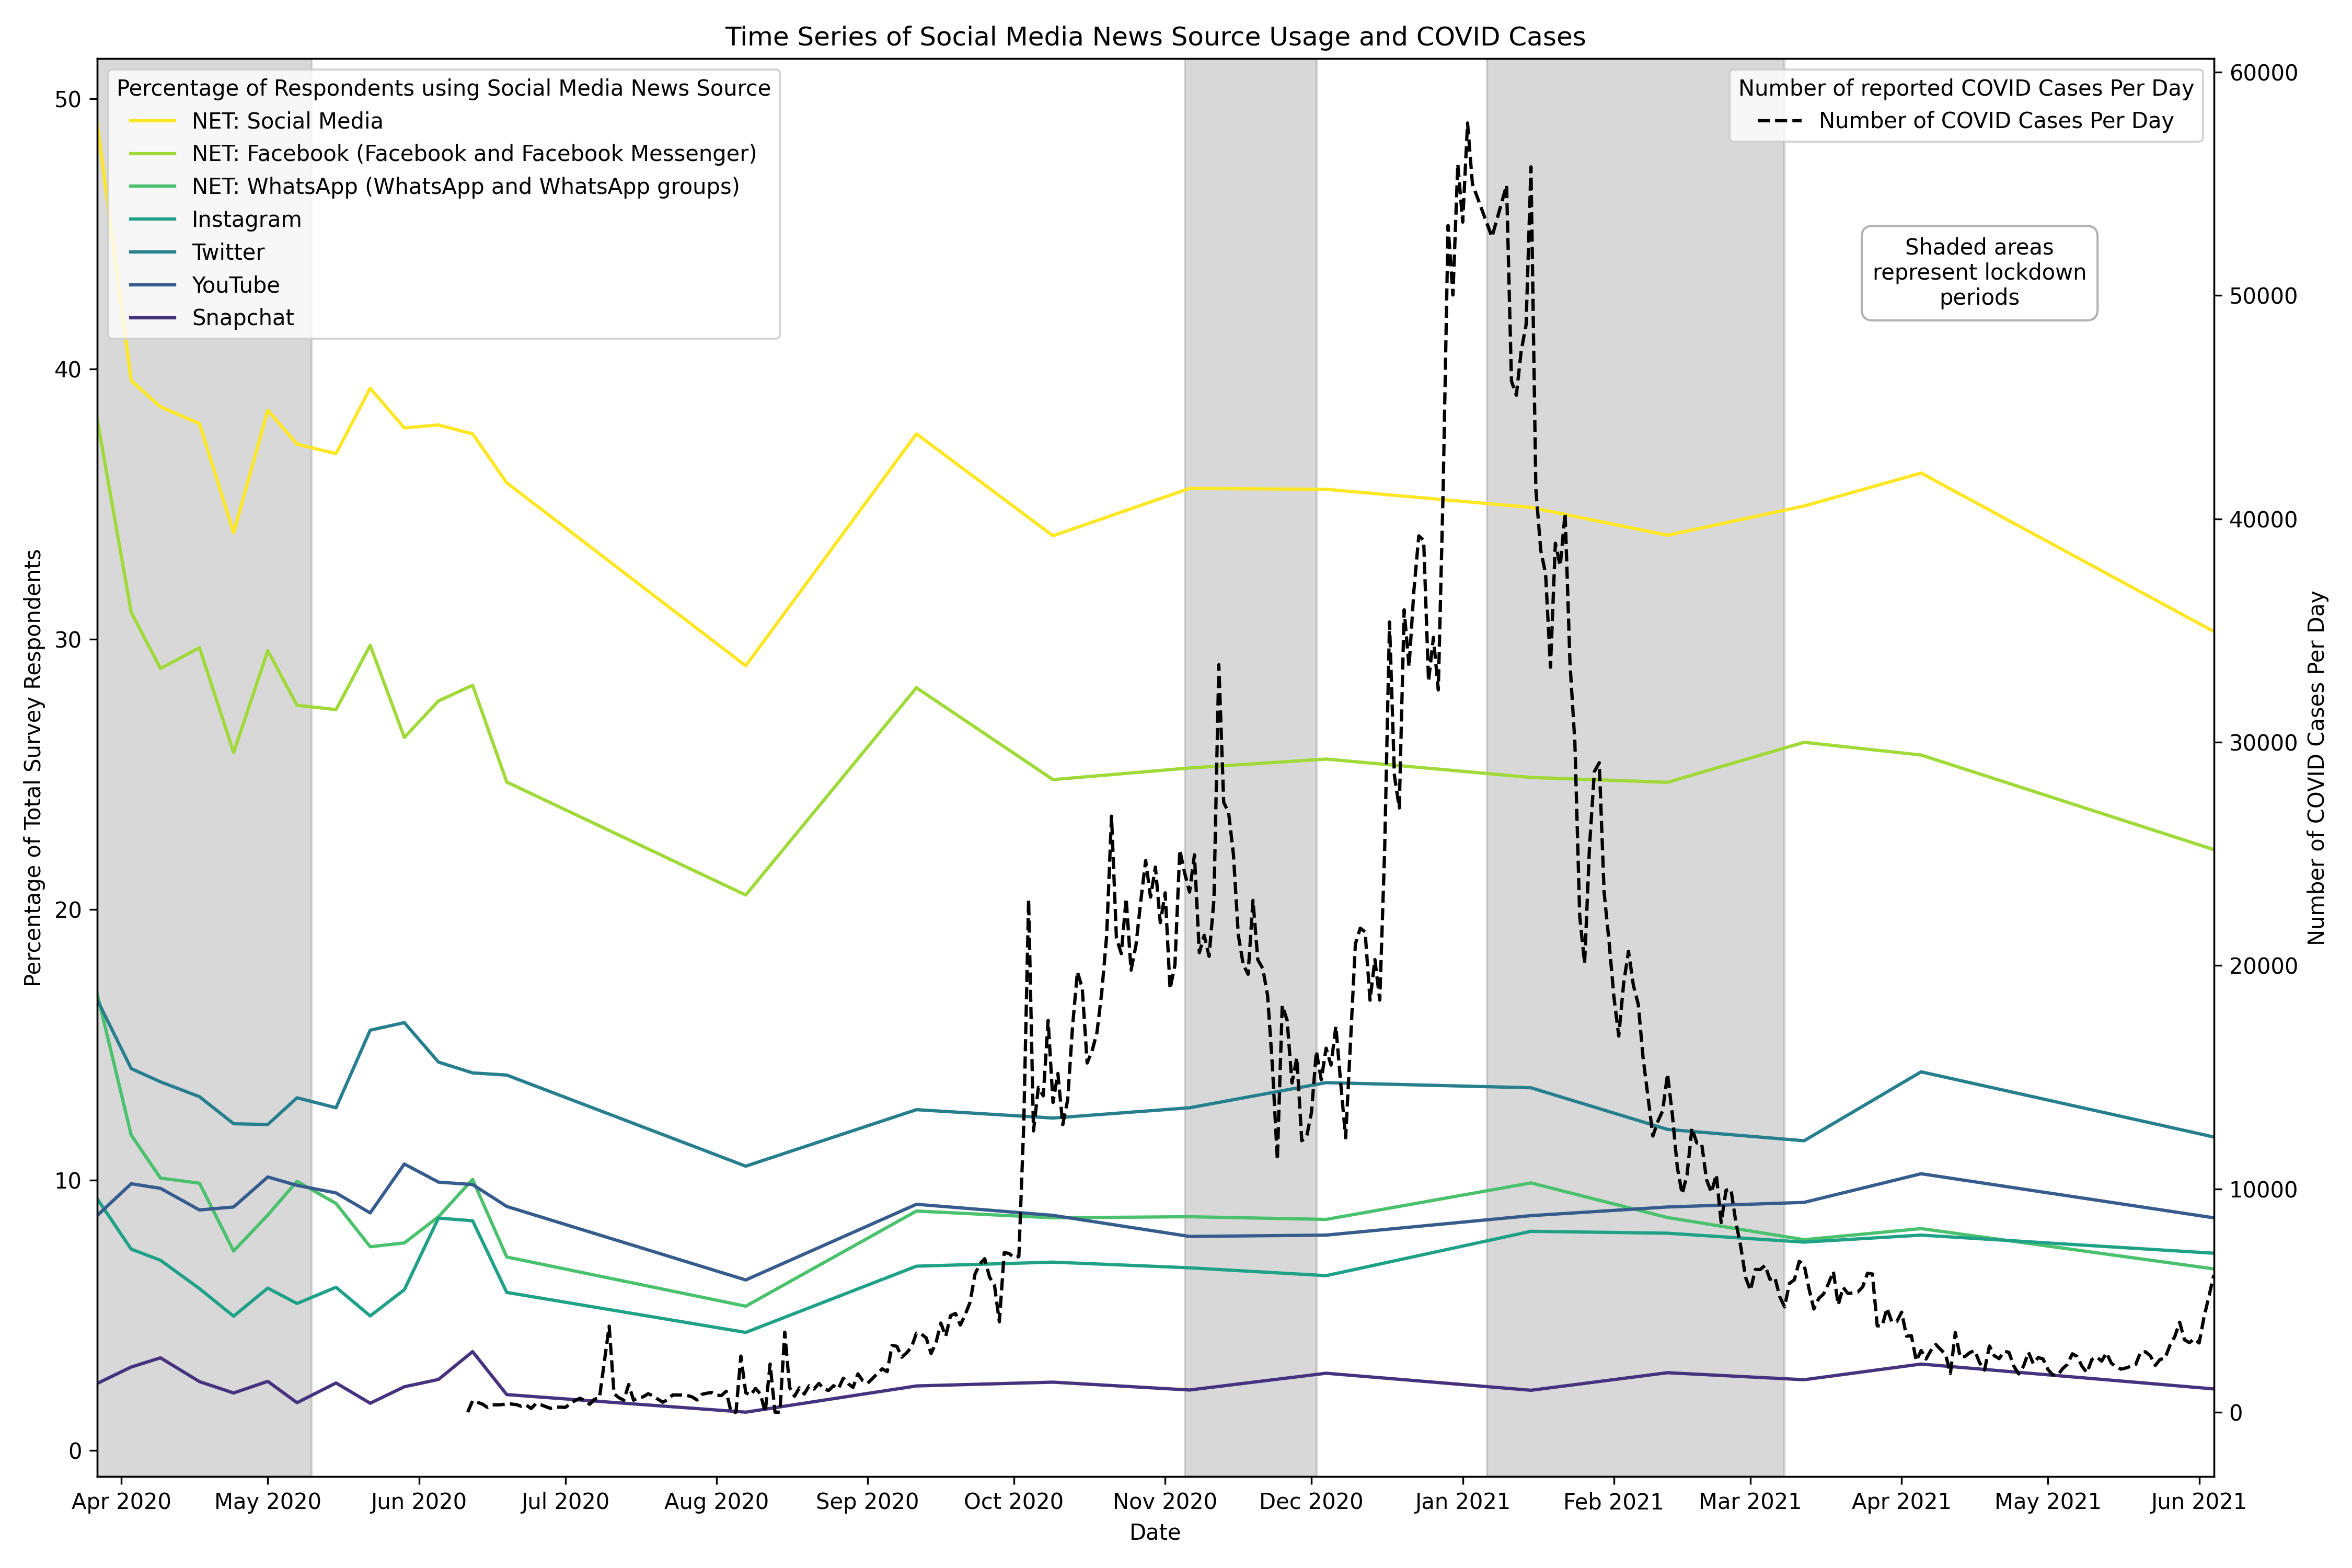 Time Series of Social Media News Source Usage and COVID Cases
Percentage of Respondents using Social Media News Source
NET: Social Media
NET: Facebook (Facebook and Facebook Messenger)
NET: WhatsApp (WhatsApp and WhatsApp groups)
Instagram
Twitter
YouTube
Snapchat
Number of reported COVID Cases Per Day
Number of COVID Cases Per Day
Shaded areas
represent lockdown
periods
Percentage of Total Survey Respondents
50
40
30
20
10
0
Number of COVID Cases Per Day
60000
50000
40000
30000
20000
10000
0
Apr 2020 May 2020 Jun 2020 Jul 2020 Aug 2020 Sep 2020 Oct 2020 Nov 2020 Dec 2020 Jan 2021 Feb 2021 Mar 2021 Apr 2021 May 2021 Jun 2021
Date